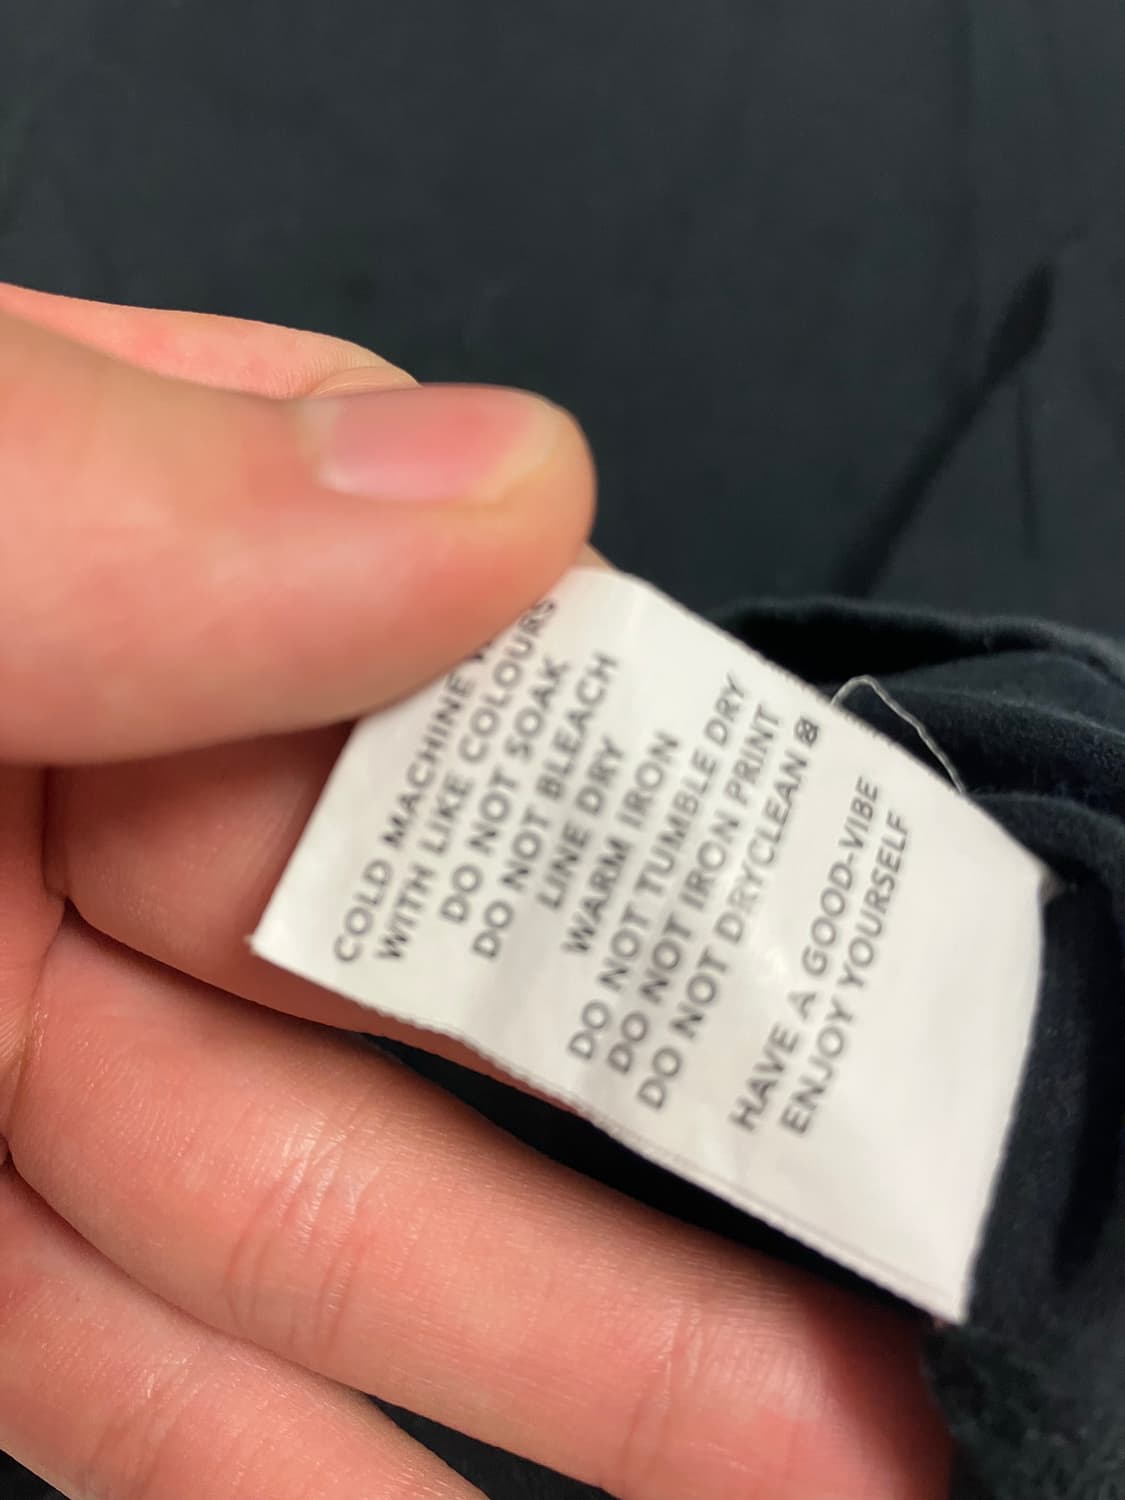 COLD MACHINE
WITH LIKE COLOURS
DO NOT SOAK
DO NOT BLEACH
LINE DRY
WARM IRON
DO NOT TUMBLE DRY
DO NOT IRON PRINT
DO NOT DRYCLEAN
HAVE A GOOD-VIBE
ENJOY YOURSELF